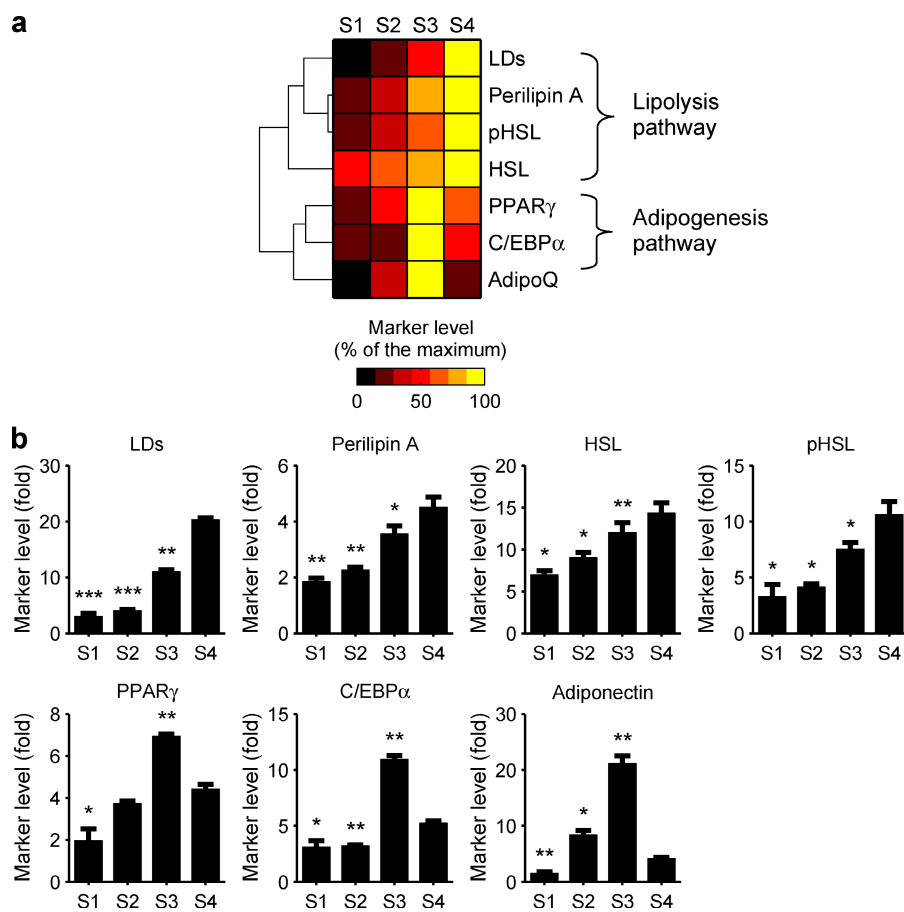 a
S1 S2 S3 S4
LDs
Perilipin A
pHSL
HSL
Lipolysis
pathway
PPARγ
C/EBPα
AdipoQ
Adipogenesis
pathway
Marker level
(% of the maximum)
0 50 100
b
LDs
Marker level (fold)
30
20
10
0
***
***
**
S1 S2 S3 S4
Perilipin A
Marker level (fold)
6
4
2
0
**
**
*
S1 S2 S3 S4
HSL
Marker level (fold)
20
15
10
5
0
*
*
**
S1 S2 S3 S4
pHSL
Marker level (fold)
15
10
5
0
*
*
*
S1 S2 S3 S4
PPARγ
Marker level (fold)
8
6
4
2
0
*
**
S1 S2 S3 S4
C/EBPα
Marker level (fold)
15
10
5
0
*
**
**
S1 S2 S3 S4
Adiponectin
Marker level (fold)
30
20
10
0
**
*
**
S1 S2 S3 S4